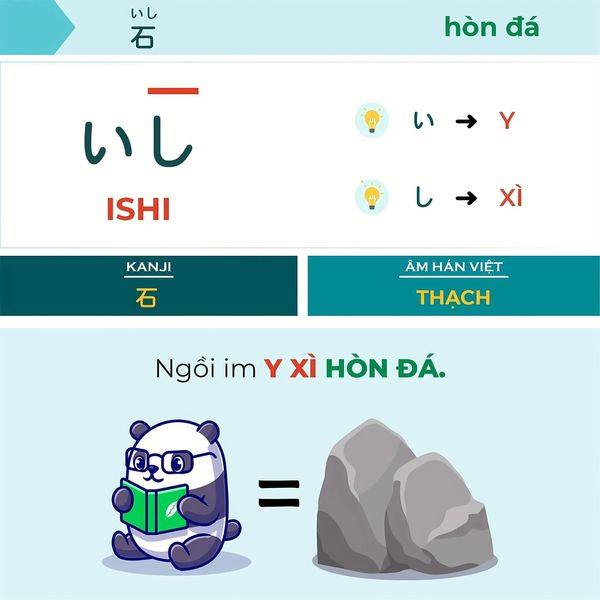 いし
石
hòn đá
いし
ISHI
い → Y
し → XÌ
KANJI
石
ÂM HÁN VIỆT
THẠCH
Ngồi im Y XÌ HÒN ĐÁ.
=